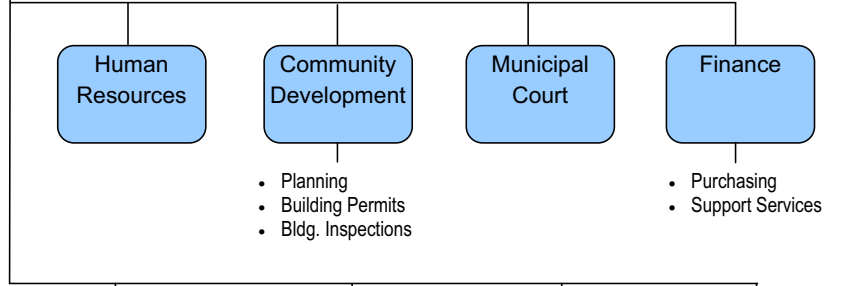 Human
Resources
Community
Development
Municipal
Court
Finance
• Planning
• Building Permits
• Bldg. Inspections
• Purchasing
• Support Services